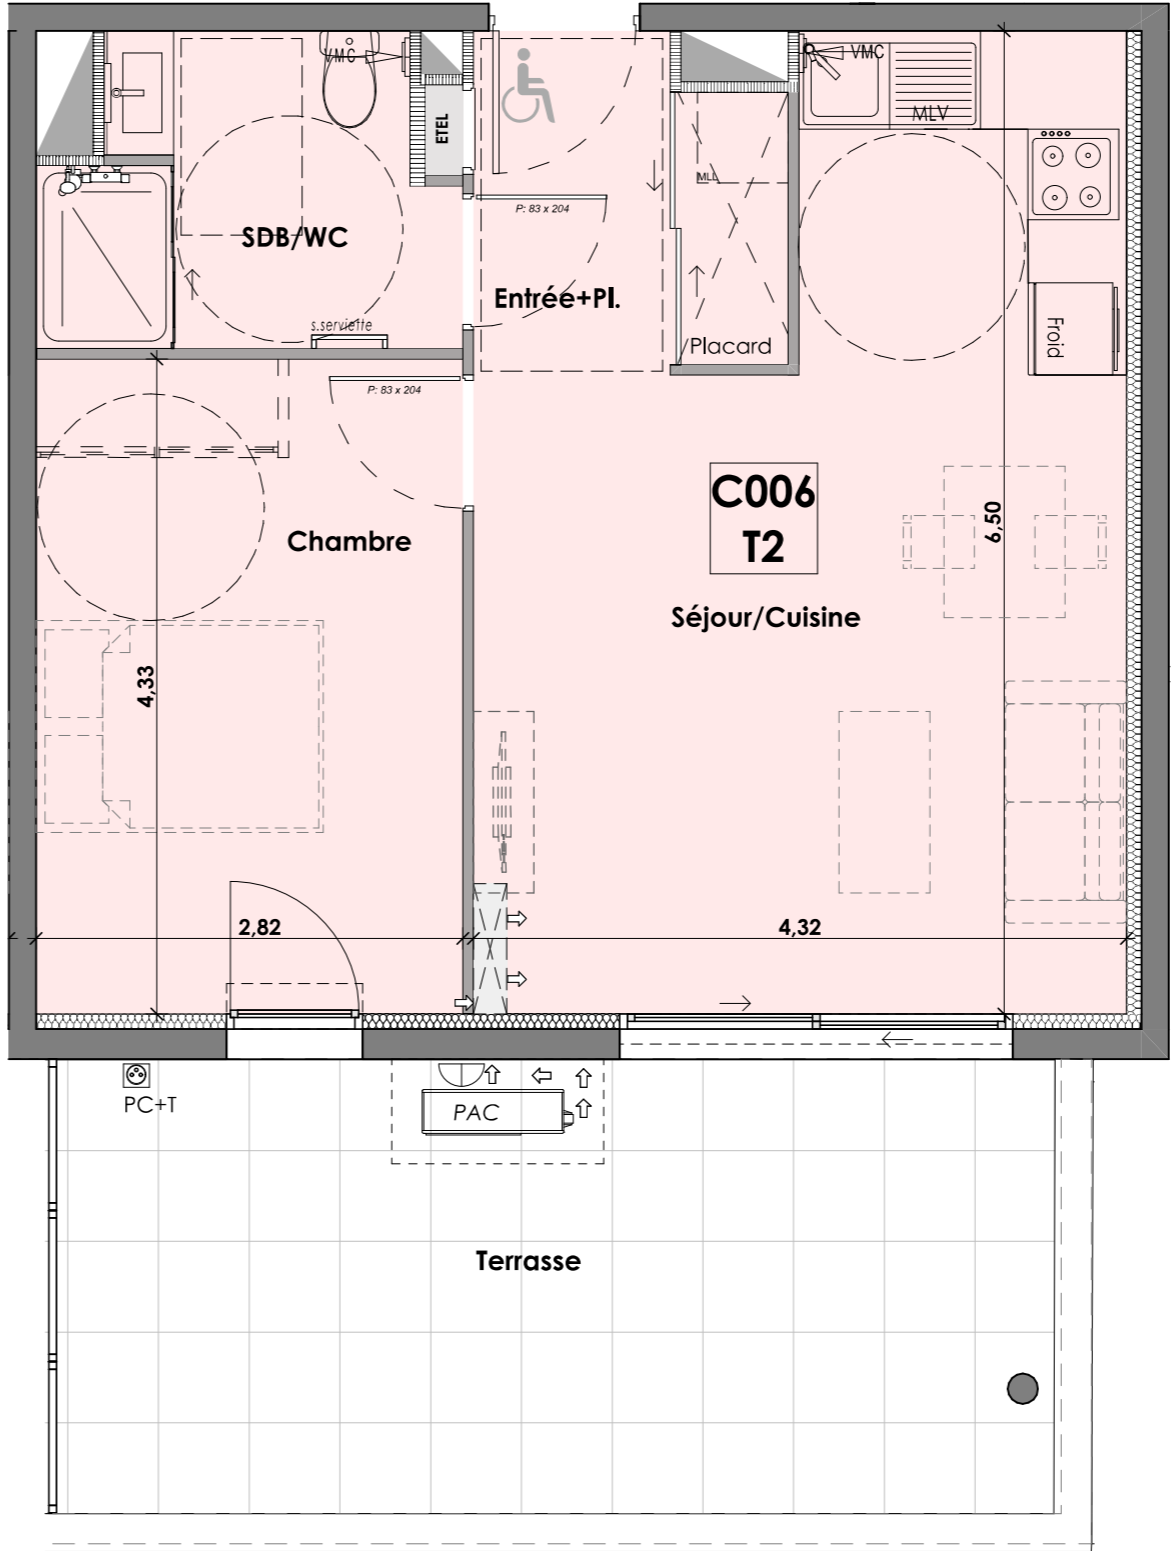 VMC
VMC
MLV
ETEL
MLL
P: 83 x 204
SDB/WC
Entrée+Pl.
s.serviette
Placard
Froid
P: 83 x 204
C006
T2
6,50
Chambre
Séjour/Cuisine
4,33
2,82
4,32
PC+T
PAC
Terrasse